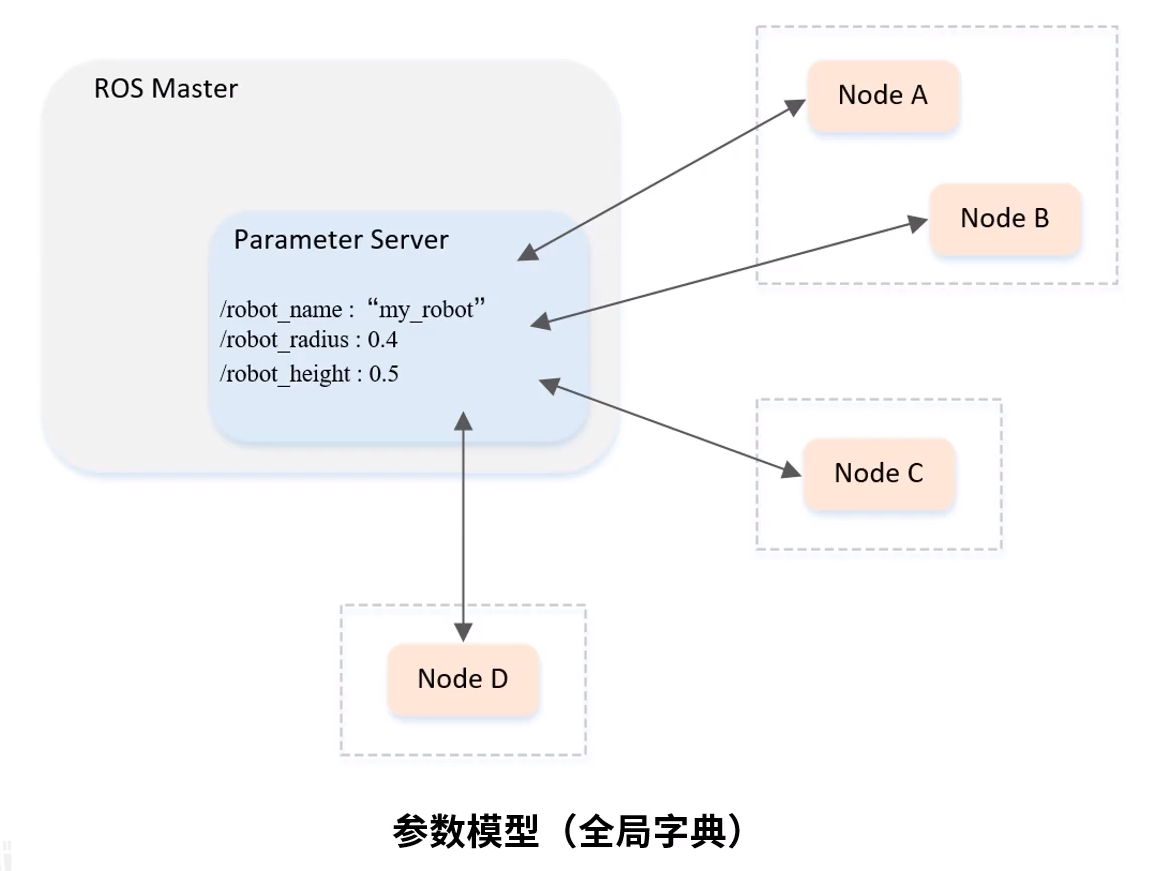 ROS Master
Parameter Server
/robot_name : “my_robot”
/robot_radius : 0.4
/robot_height : 0.5
Node A
Node B
Node C
Node D
参数模型（全局字典）